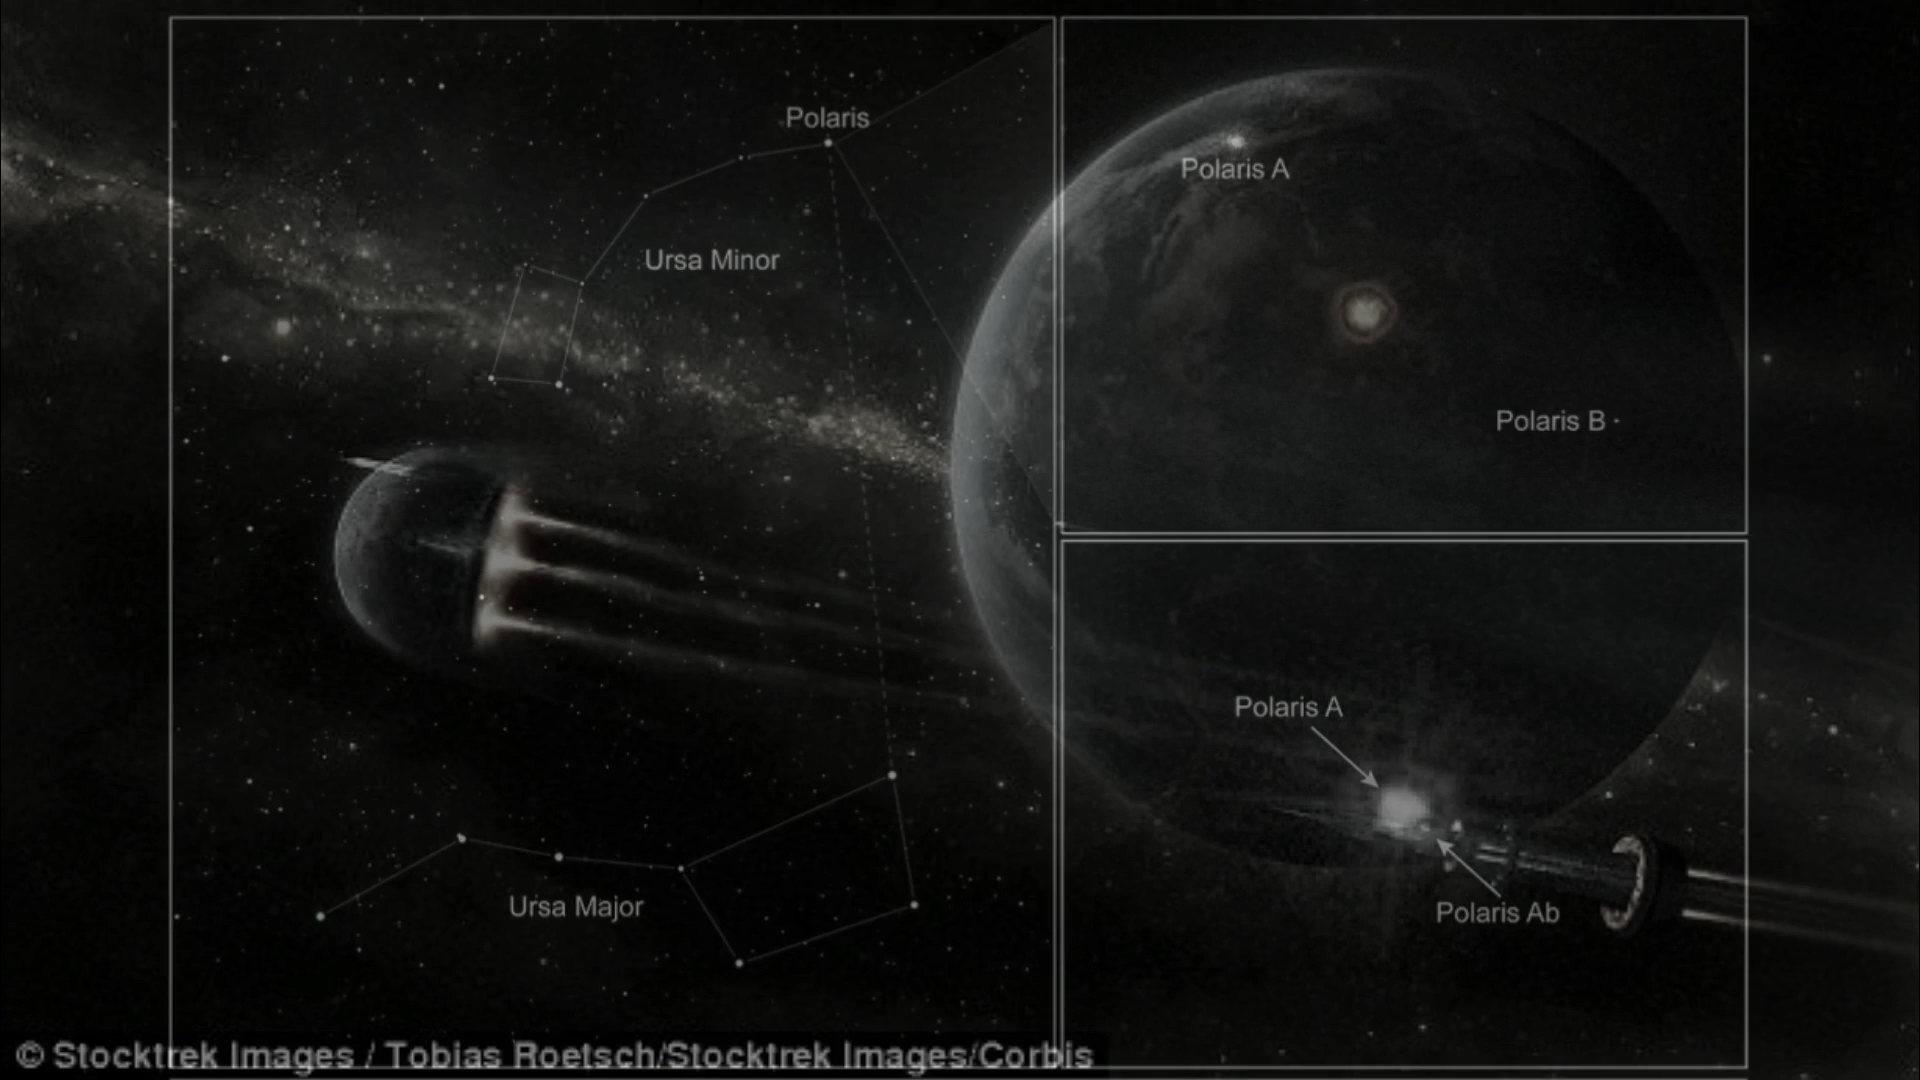 Polaris
Ursa Minor
Ursa Major
Polaris A
Polaris B
Polaris A
Polaris Ab
© Stocktrek Images / Tobias Roetsch/Stocktrek Images/Corbis